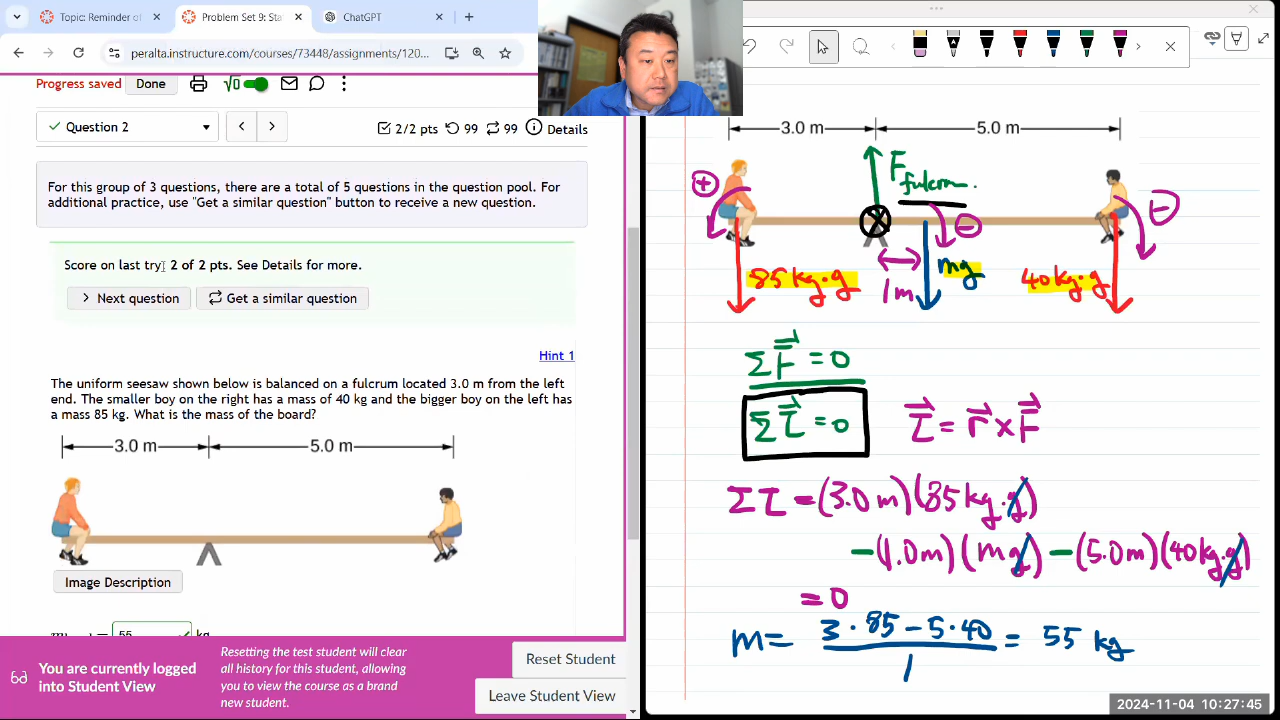 Topic: Reminder of
Problem Set 9: Sta
ChatGPT
peralta.instructure.com/courses/73448/assignments/120
Progress saved
Done
√0
Question 2
2/2 pts
99
99
Details
For this group of 3 questions, there are a total of 5 questions in the question pool. For
additional practice, use "Get a similar question" button to receive a new question.
Score on last try: 2 of 2 pts. See Details for more.
Next question
Get a similar question
Hint 1
The uniform seesaw shown below is balanced on a fulcrum located 3.0 m from the left
end. The smaller boy on the right has a mass of 40 kg and the bigger boy on the left has
a mass 85 kg. What is the mass of the board?
3.0 m
5.0 m
Image Description
55
kg
You are currently logged
into Student View
Resetting the test student will clear
all history for this student, allowing
you to view the course as a brand
new student.
Reset Student
Leave Student View
3.0 m
5.0 m
F fulcrum
+
−
−
85 kg·g
1m
mg
40 kg·g
ΣF⃗ = 0
Στ⃗ = 0
τ⃗ = r⃗ × F⃗
Στ = (3.0 m)(85 kg·g)
− (1.0 m)(mg) − (5.0 m)(40 kg·g)
= 0
m = (3·85 − 5·40)/1 = 55 kg
2024-11-04 10:27:45